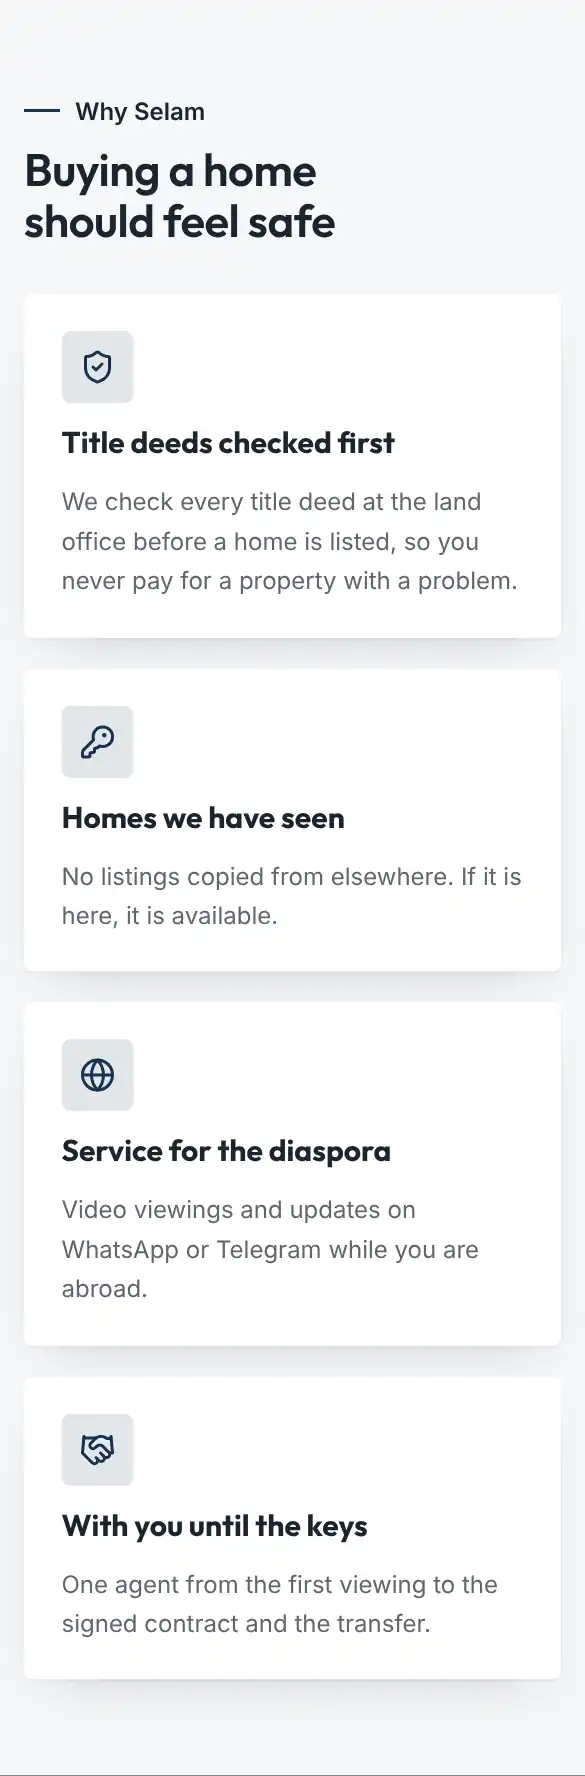 Why Selam
Buying a home
should feel safe
Title deeds checked first
We check every title deed at the land
office before a home is listed, so you
never pay for a property with a problem.
Homes we have seen
No listings copied from elsewhere. If it is
here, it is available.
Service for the diaspora
Video viewings and updates on
WhatsApp or Telegram while you are
abroad.
With you until the keys
One agent from the first viewing to the
signed contract and the transfer.